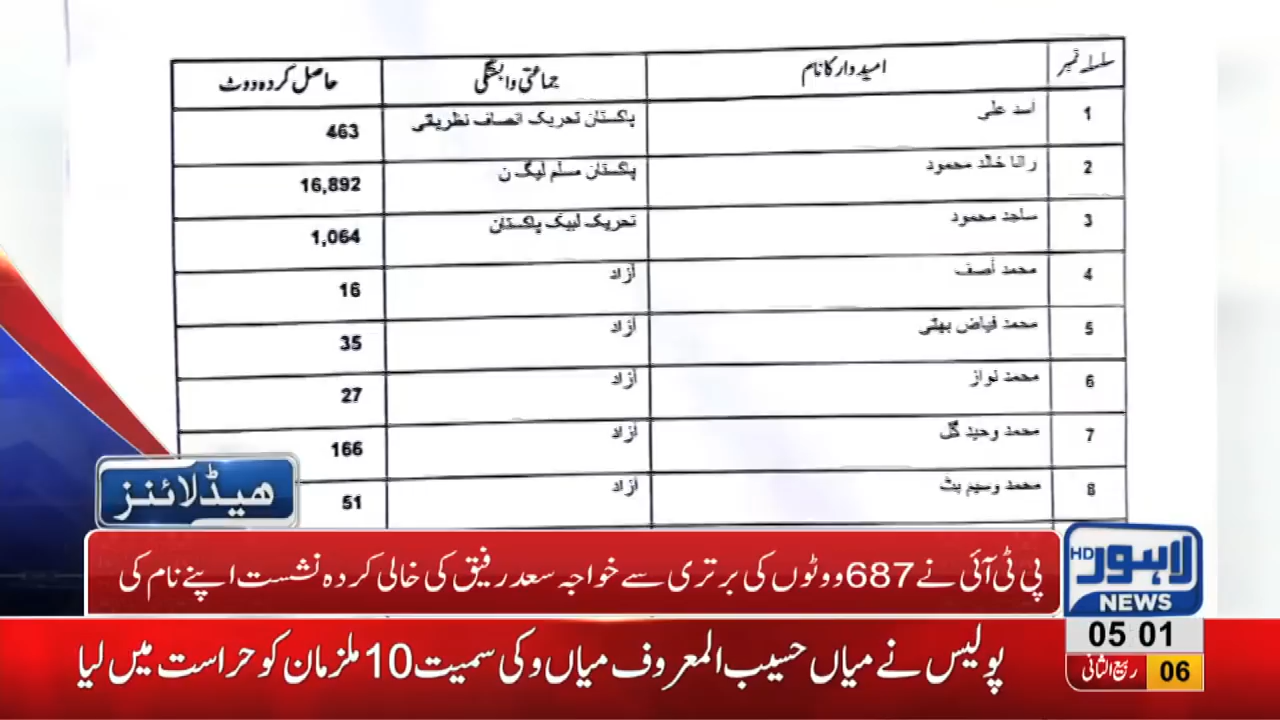 سلسلہ نمبر امیدوار کا نام جماعتی وابستگی حاصل کردہ ووٹ
1 اسد علی پاکستان تحریک انصاف نظریاتی 463
2 رانا خالد محمود پاکستان مسلم لیگ ن 16,892
3 ساجد محمود تحریک لبیک پاکستان 1,064
4 محمد آصف آزاد 16
5 محمد فیاض بھٹی آزاد 35
6 محمد نواز آزاد 27
7 محمد وحید گل آزاد 166
8 محمد وسیم بٹ آزاد 51
ہیڈلائنز
پی ٹی آئی نے 687 ووٹوں کی برتری سے خواجہ سعد رفیق کی خالی کردہ نشست اپنے نام کی
لاہور HD
NEWS
05 01
پولیس نے میاں حسیب المعروف میاں وکی سمیت 10 ملزمان کو حراست میں لیا
06 ربیع الثانی